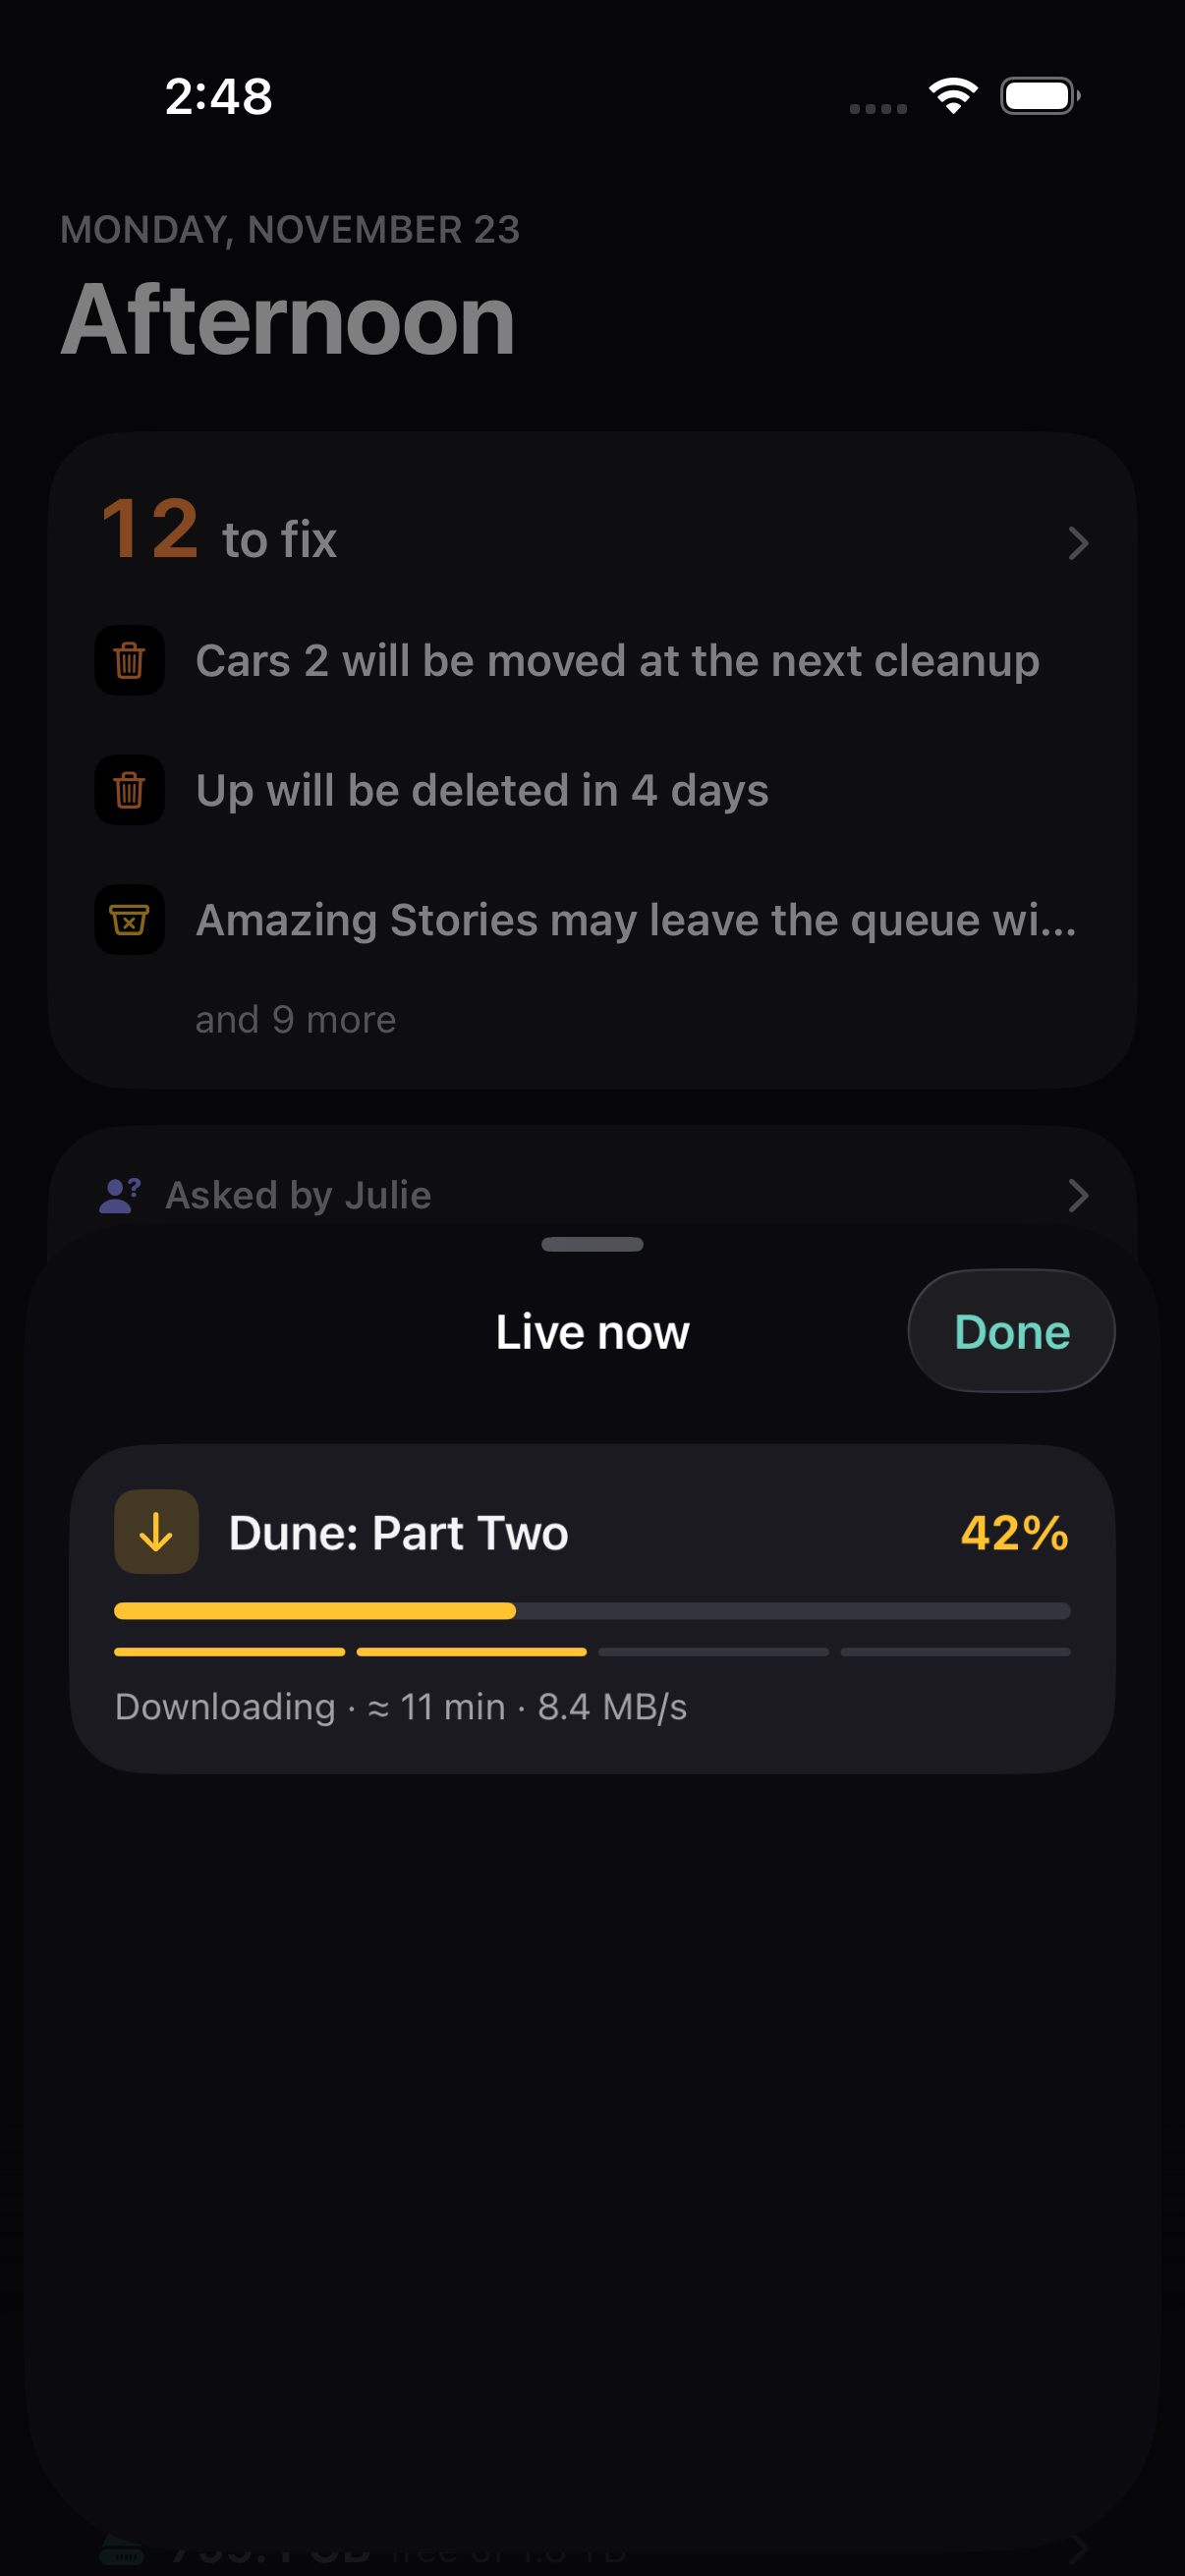 2:48
MONDAY, NOVEMBER 23
Afternoon
12 to fix
Cars 2 will be moved at the next cleanup
Up will be deleted in 4 days
Amazing Stories may leave the queue wi...
and 9 more
Asked by Julie
Live now
Done
Dune: Part Two
42%
Downloading · ≈ 11 min · 8.4 MB/s